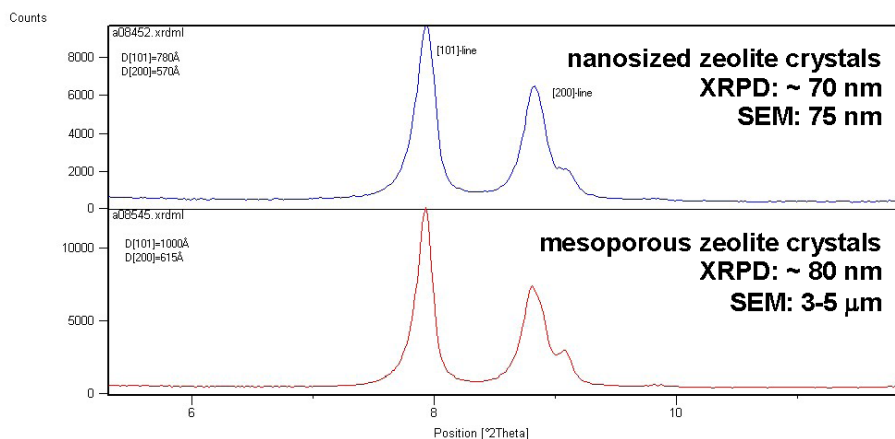 Counts
a08452.xrdml
D[101]=780Å
D[200]=570Å
[101]-line
[200]-line
nanosized zeolite crystals
XRPD: ~ 70 nm
SEM: 75 nm
8000
6000
4000
2000
0
a08545.xrdml
D[101]=1000Å
D[200]=615Å
mesoporous zeolite crystals
XRPD: ~ 80 nm
SEM: 3-5 µm
10000
5000
0
6
8
10
Position [°2Theta]